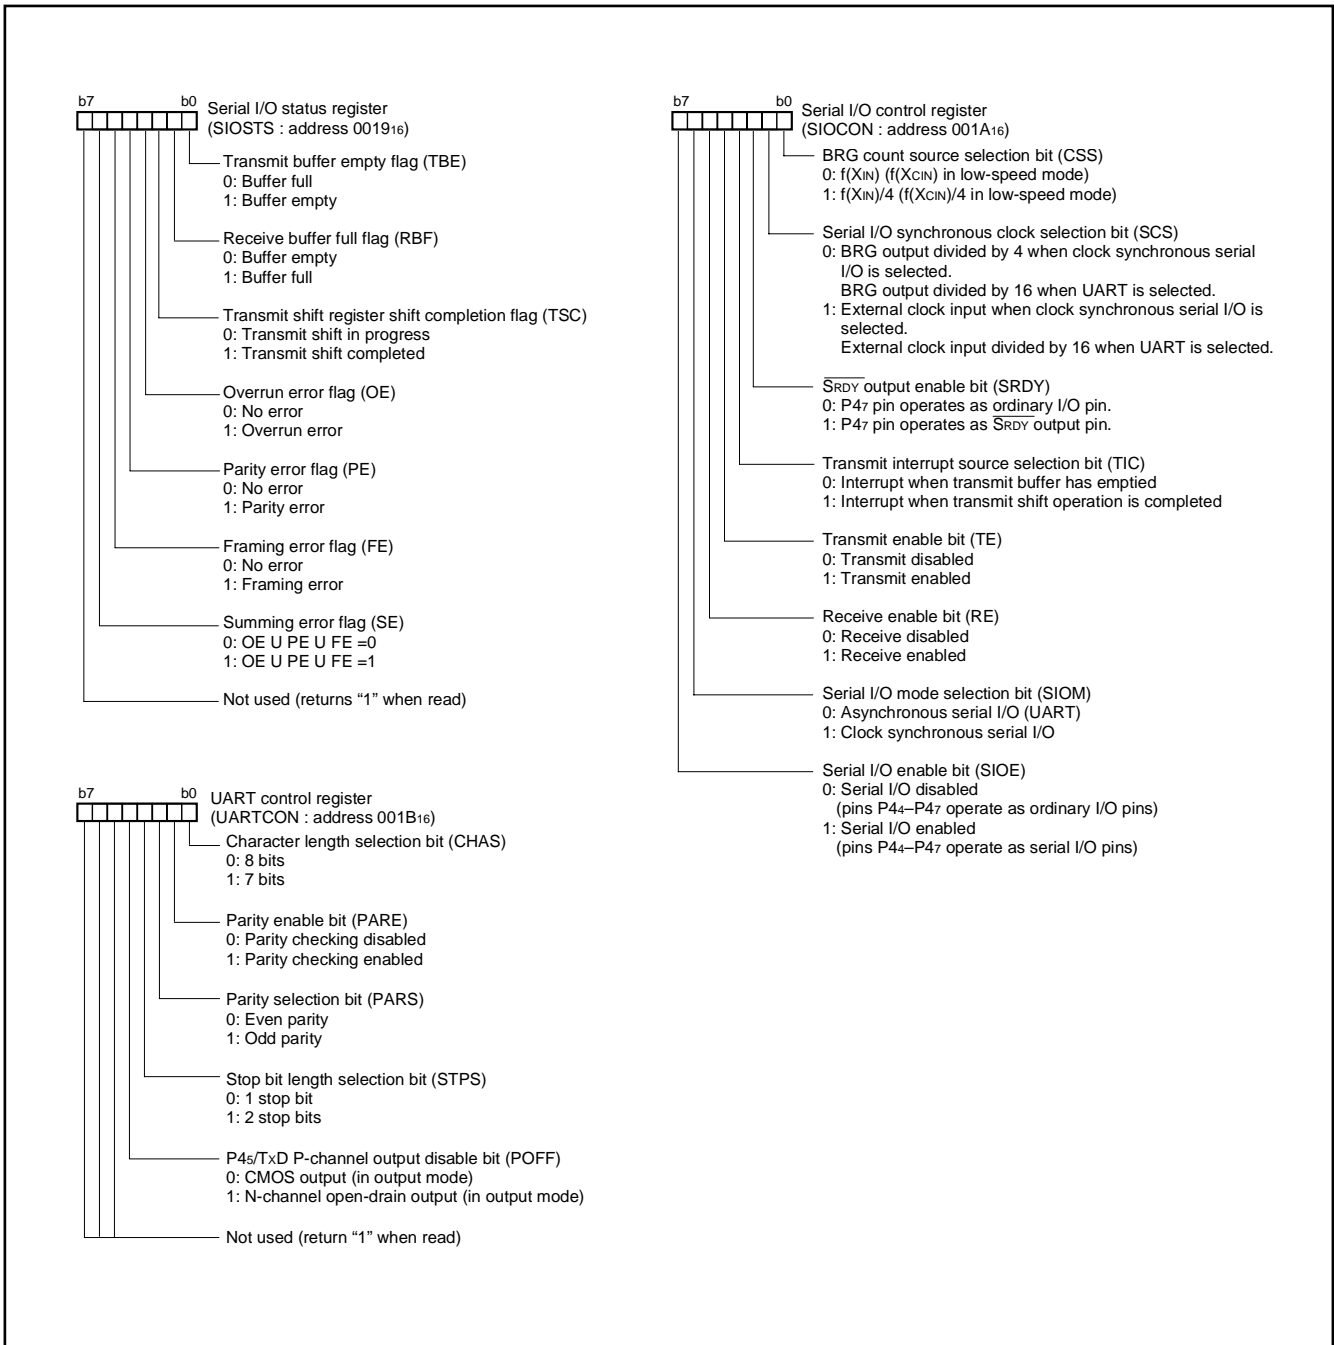 b7 b0 Serial I/O status register
(SIOSTS : address 0019₁₆)
Transmit buffer empty flag (TBE)
0: Buffer full
1: Buffer empty
Receive buffer full flag (RBF)
0: Buffer empty
1: Buffer full
Transmit shift register shift completion flag (TSC)
0: Transmit shift in progress
1: Transmit shift completed
Overrun error flag (OE)
0: No error
1: Overrun error
Parity error flag (PE)
0: No error
1: Parity error
Framing error flag (FE)
0: No error
1: Framing error
Summing error flag (SE)
0: OE U PE U FE =0
1: OE U PE U FE =1
Not used (returns “1” when read)
b7 b0 UART control register
(UARTCON : address 001B₁₆)
Character length selection bit (CHAS)
0: 8 bits
1: 7 bits
Parity enable bit (PARE)
0: Parity checking disabled
1: Parity checking enabled
Parity selection bit (PARS)
0: Even parity
1: Odd parity
Stop bit length selection bit (STPS)
0: 1 stop bit
1: 2 stop bits
P4₅/TxD P-channel output disable bit (POFF)
0: CMOS output (in output mode)
1: N-channel open-drain output (in output mode)
Not used (return “1” when read)
b7 b0 Serial I/O control register
(SIOCON : address 001A₁₆)
BRG count source selection bit (CSS)
0: f(XIN) (f(XCIN) in low-speed mode)
1: f(XIN)/4 (f(XCIN)/4 in low-speed mode)
Serial I/O synchronous clock selection bit (SCS)
0: BRG output divided by 4 when clock synchronous serial
I/O is selected.
BRG output divided by 16 when UART is selected.
1: External clock input when clock synchronous serial I/O is
selected.
External clock input divided by 16 when UART is selected.
SRDY output enable bit (SRDY)
0: P4₇ pin operates as ordinary I/O pin.
1: P4₇ pin operates as SRDY output pin.
Transmit interrupt source selection bit (TIC)
0: Interrupt when transmit buffer has emptied
1: Interrupt when transmit shift operation is completed
Transmit enable bit (TE)
0: Transmit disabled
1: Transmit enabled
Receive enable bit (RE)
0: Receive disabled
1: Receive enabled
Serial I/O mode selection bit (SIOM)
0: Asynchronous serial I/O (UART)
1: Clock synchronous serial I/O
Serial I/O enable bit (SIOE)
0: Serial I/O disabled
(pins P4₄–P4₇ operate as ordinary I/O pins)
1: Serial I/O enabled
(pins P4₄–P4₇ operate as serial I/O pins)